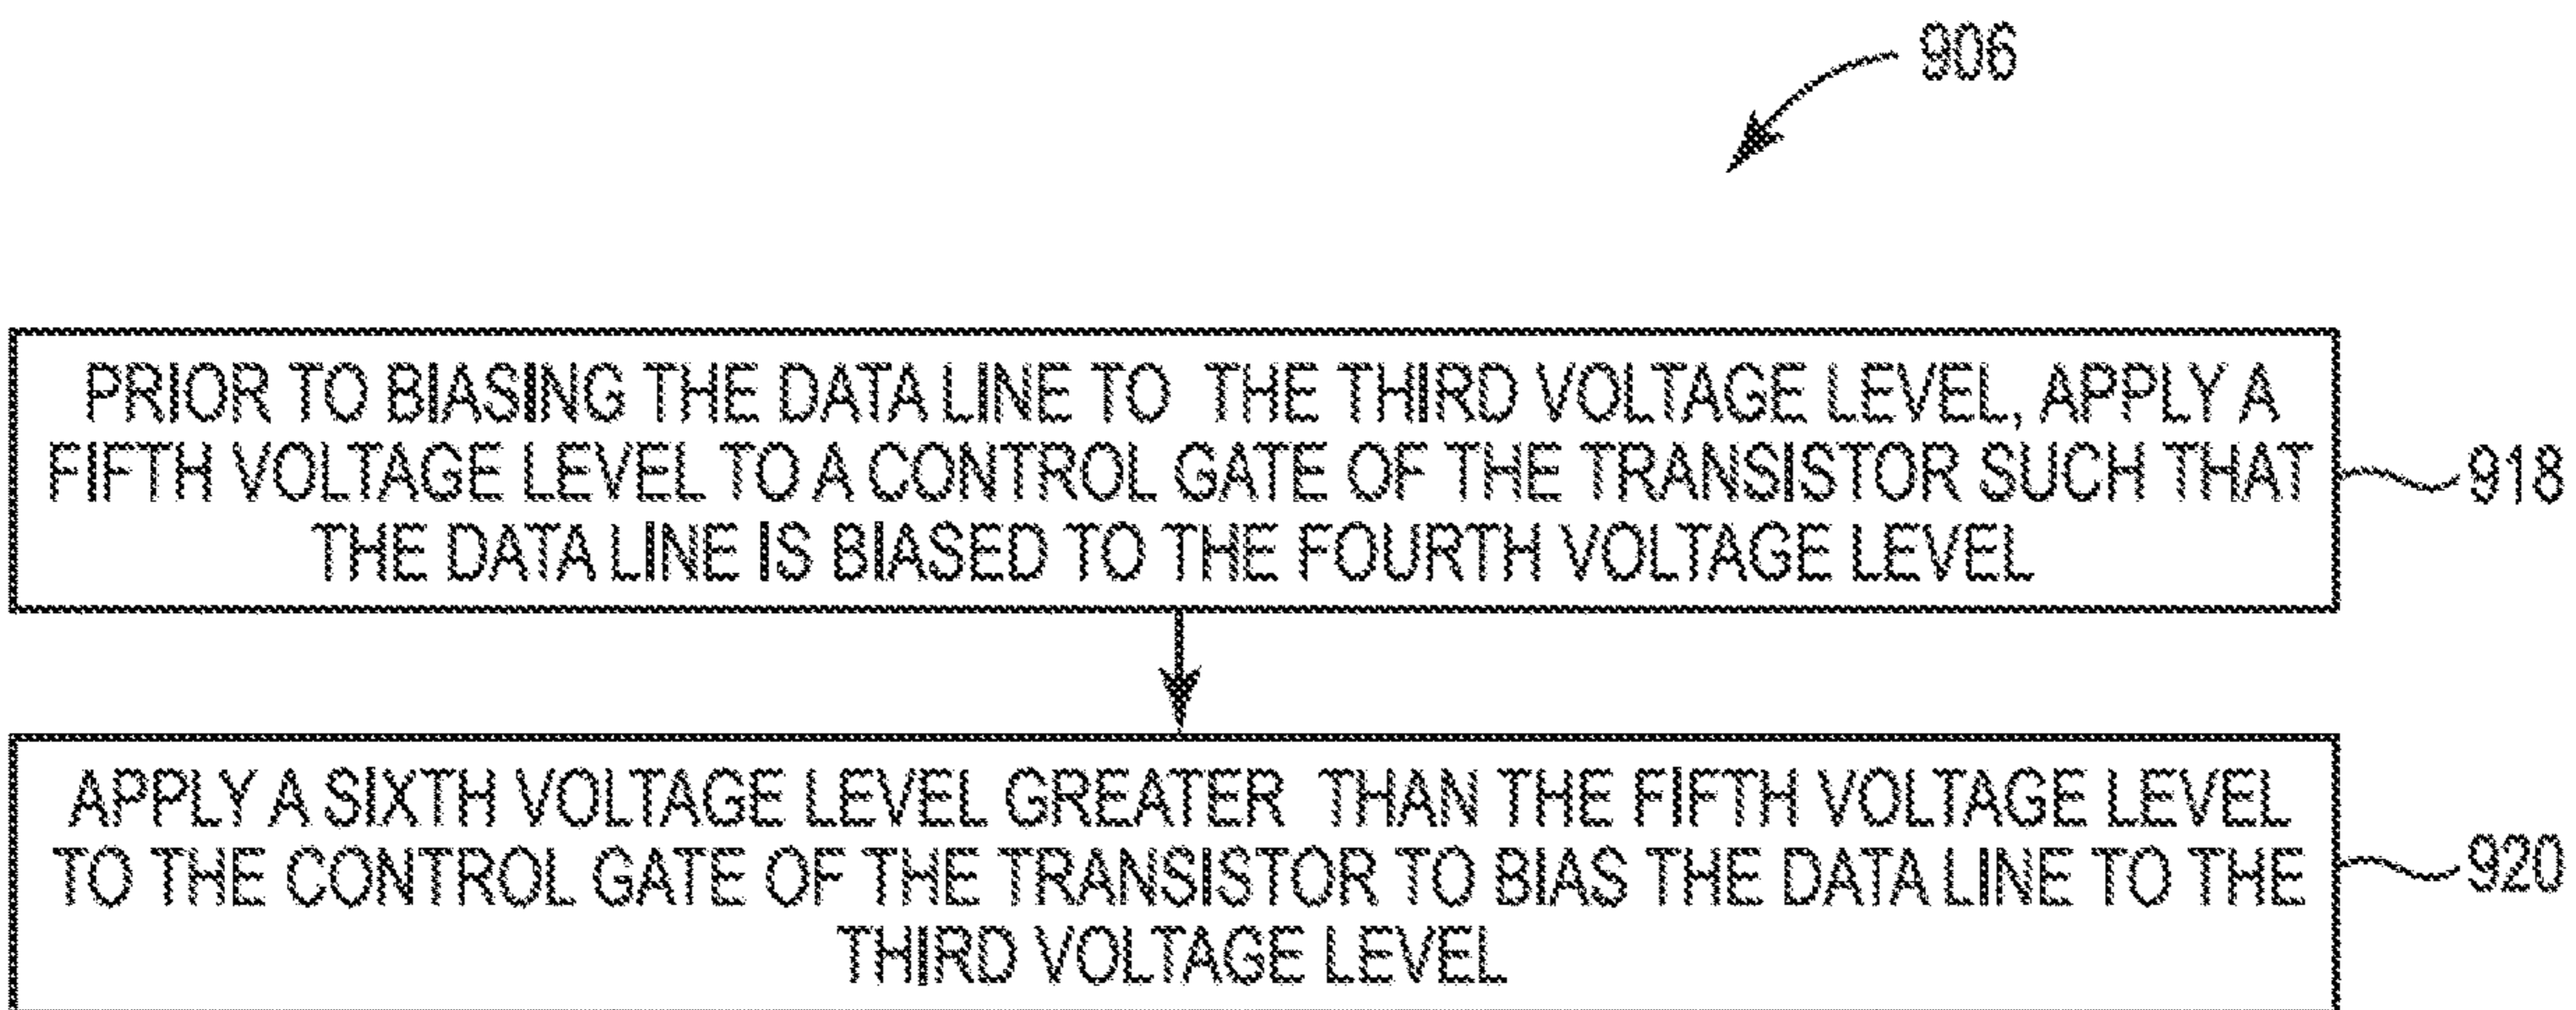 906
PRIOR TO BIASING THE DATA LINE TO THE THIRD VOLTAGE LEVEL, APPLY A
FIFTH VOLTAGE LEVEL TO A CONTROL GATE OF THE TRANSISTOR SUCH THAT
THE DATA LINE IS BIASED TO THE FOURTH VOLTAGE LEVEL
918
APPLY A SIXTH VOLTAGE LEVEL GREATER THAN THE FIFTH VOLTAGE LEVEL
TO THE CONTROL GATE OF THE TRANSISTOR TO BIAS THE DATA LINE TO THE
THIRD VOLTAGE LEVEL
920